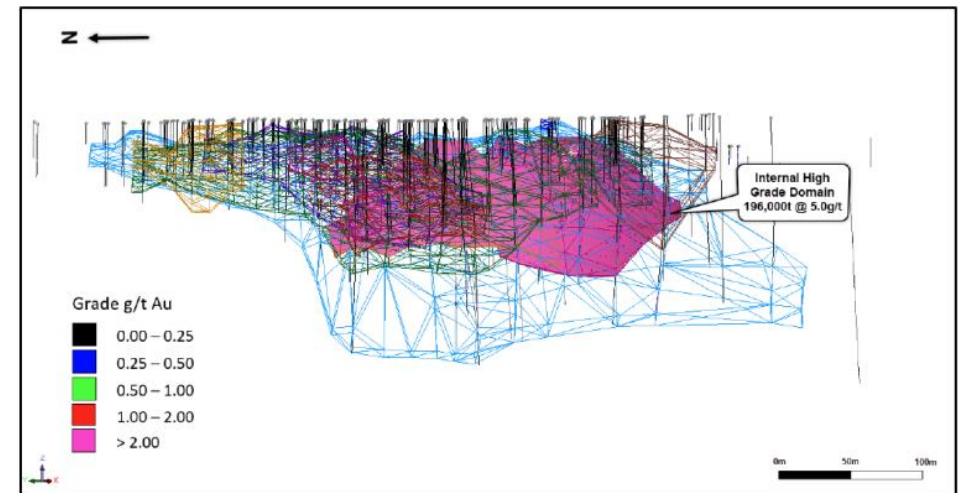 N
Internal High
Grade Domain
196,000t @ 5.0g/t
Grade g/t Au
0.00 – 0.25
0.25 – 0.50
0.50 – 1.00
1.00 – 2.00
> 2.00
Z
Y
X
0m 50m 100m